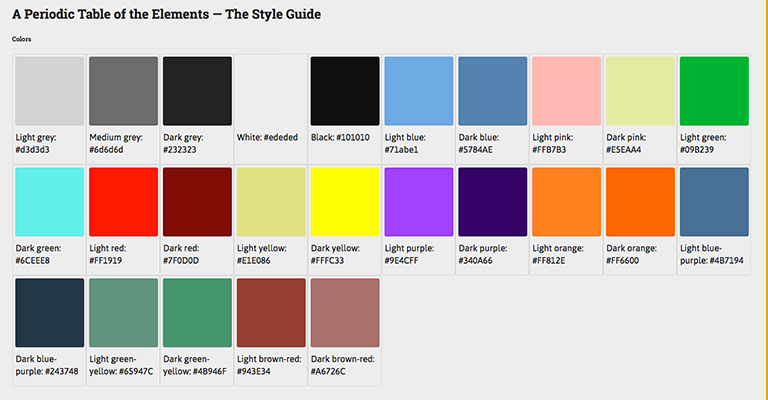 A Periodic Table of the Elements — The Style Guide
Colors
Light grey:
#d3d3d3
Medium grey:
#6d6d6d
Dark grey:
#232323
White: #ededed
Black: #101010
Light blue:
#71abe1
Dark blue:
#5784AE
Light pink:
#FFB7B3
Dark pink:
#E5EAA4
Light green:
#09B239
Dark green:
#6CEEE8
Light red:
#FF1919
Dark red:
#7F0D0D
Light yellow:
#E1E086
Dark yellow:
#FFFC33
Light purple:
#9E4CFF
Dark purple:
#340A66
Light orange:
#FF812E
Dark orange:
#FF6600
Light blue-
purple: #4B7194
Dark blue-
purple: #243748
Light green-
yellow: #65947C
Dark green-
yellow: #4B946F
Light brown-red:
#943E34
Dark brown-red:
#A6726C